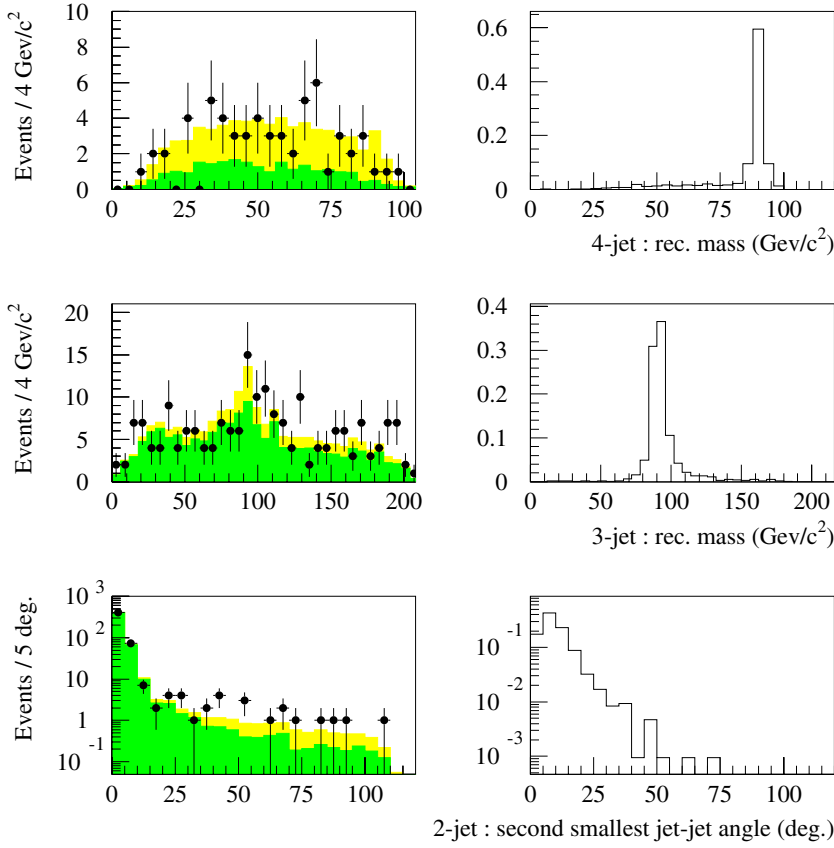 Events / 4 Gev/c²
10
8
6
4
2
0
0 25 50 75 100
0.6
0.4
0.2
0
0 25 50 75 100
4-jet : rec. mass (Gev/c²)
Events / 4 Gev/c²
20
15
10
5
0
0 50 100 150 200
0.4
0.3
0.2
0.1
0
0 50 100 150 200
3-jet : rec. mass (Gev/c²)
Events / 5 deg.
10³
10²
10
1
10⁻¹
0 25 50 75 100
10⁻¹
10⁻²
10⁻³
0 25 50 75 100
2-jet : second smallest jet-jet angle (deg.)